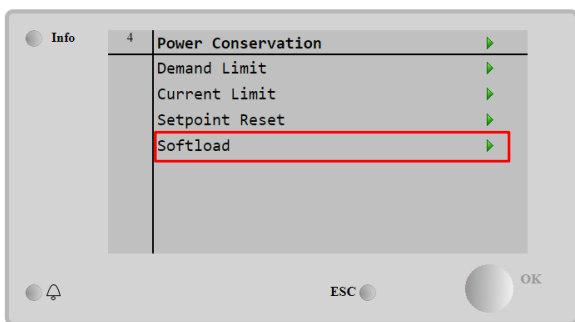 Info
4 Power Conservation
Demand Limit
Current Limit
Setpoint Reset
Softload
ESC
OK